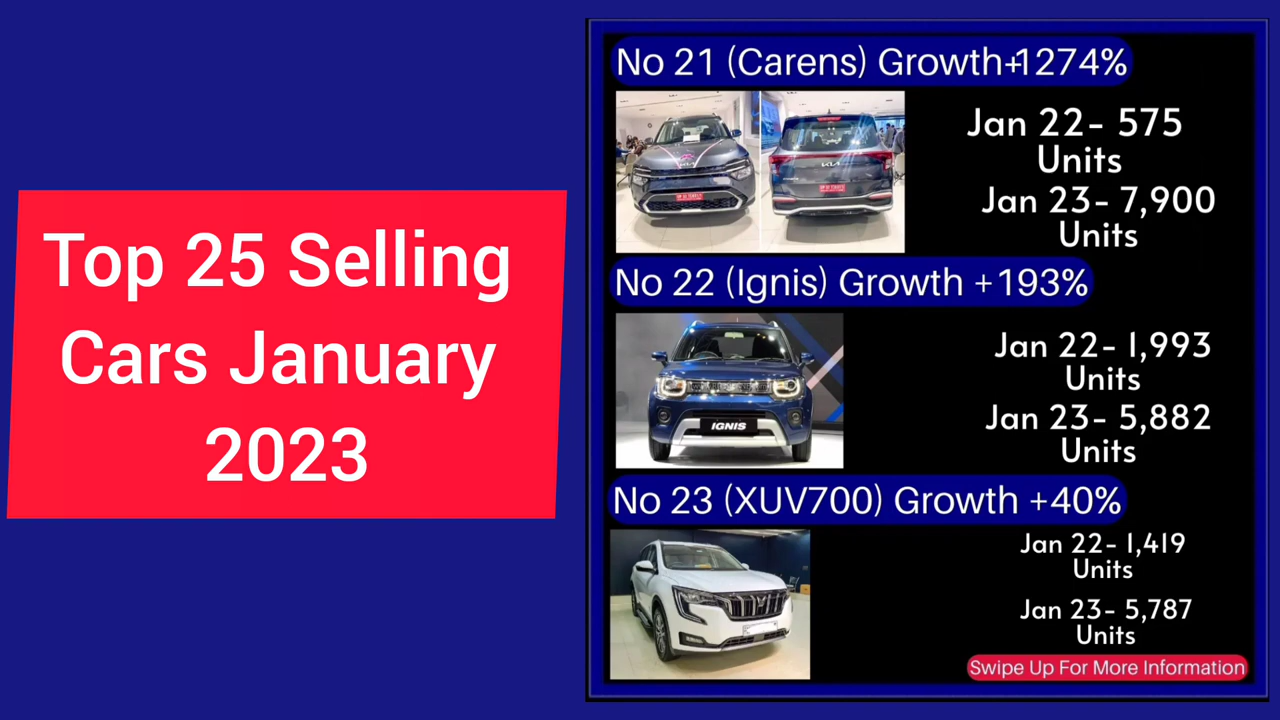 Top 25 Selling
Cars January
2023
No 21 (Carens) Growth+1274%
Jan 22- 575
Units
Jan 23- 7,900
Units
No 22 (Ignis) Growth +193%
IGNIS
Jan 22- 1,993
Units
Jan 23- 5,882
Units
No 23 (XUV700) Growth +40%
Jan 22- 1,419
Units
Jan 23- 5,787
Units
Swipe Up For More Information